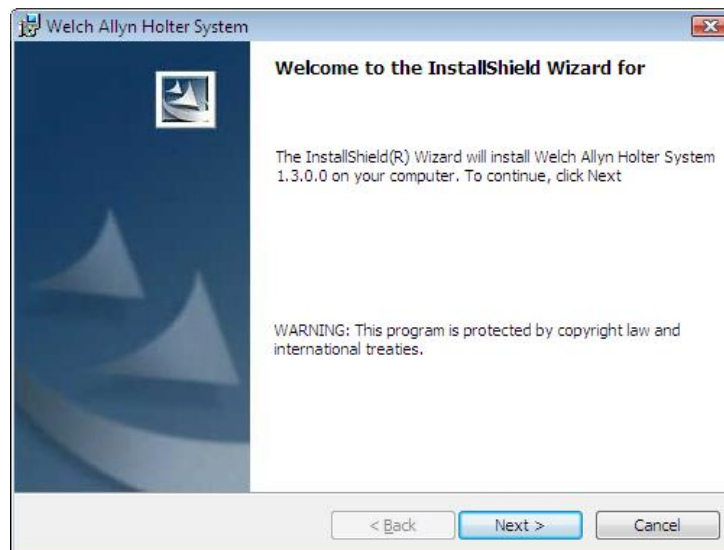 Welch Allyn Holter System
Welcome to the InstallShield Wizard for
The InstallShield(R) Wizard will install Welch Allyn Holter System
1.3.0.0 on your computer. To continue, click Next
WARNING: This program is protected by copyright law and
international treaties.
< Back
Next >
Cancel